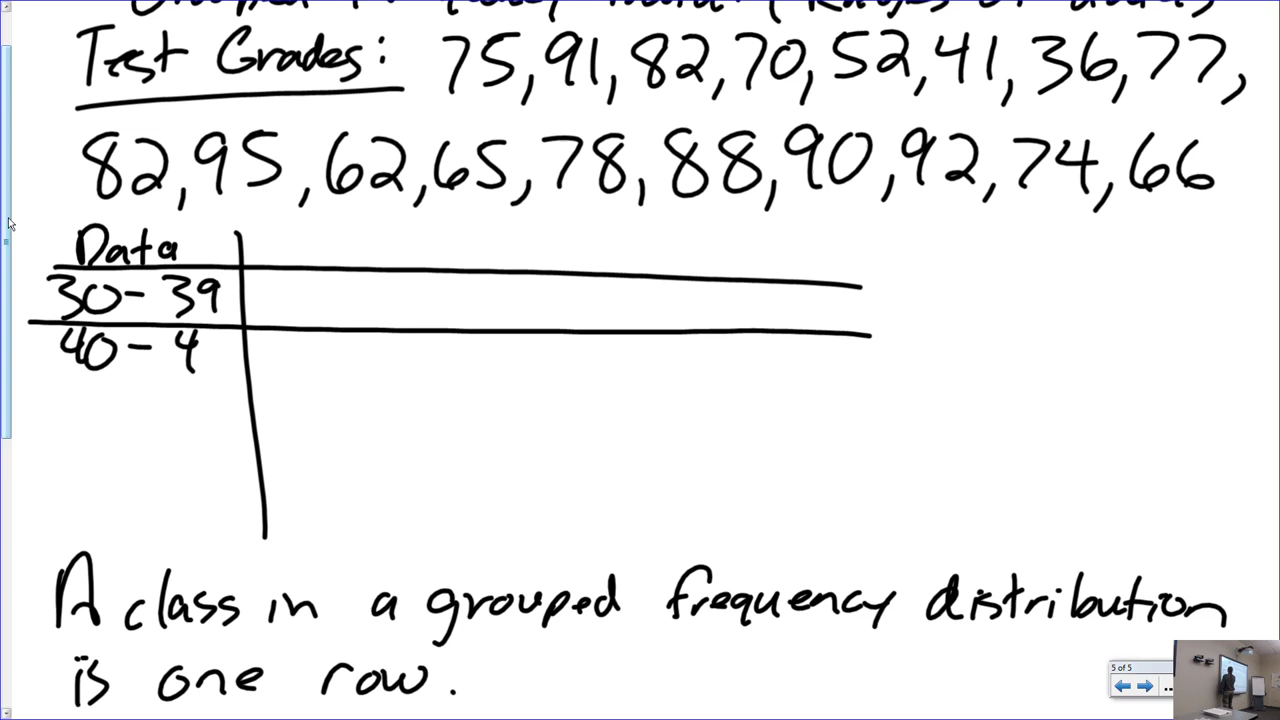 Test Grades: 75, 91, 82, 70, 52, 41, 36, 77,
82, 95, 62, 65, 78, 88, 90, 92, 74, 66
Data
30 - 39
40 - 4
A class in a grouped frequency distribution
is one row.
5 of 5